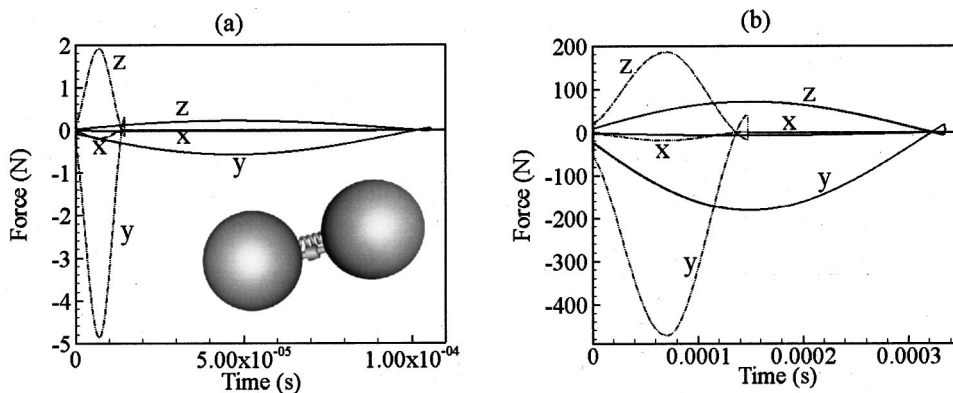 (a)
Force (N)
2
1
0
-1
-2
-3
-4
-5
z
z
x
x
y
y
0
5.00x10⁻⁰⁵
1.00x10⁻⁰⁴
Time (s)
(b)
Force (N)
200
100
0
-100
-200
-300
-400
z
z
x
x
y
y
0
0.0001
0.0002
0.0003
Time (s)